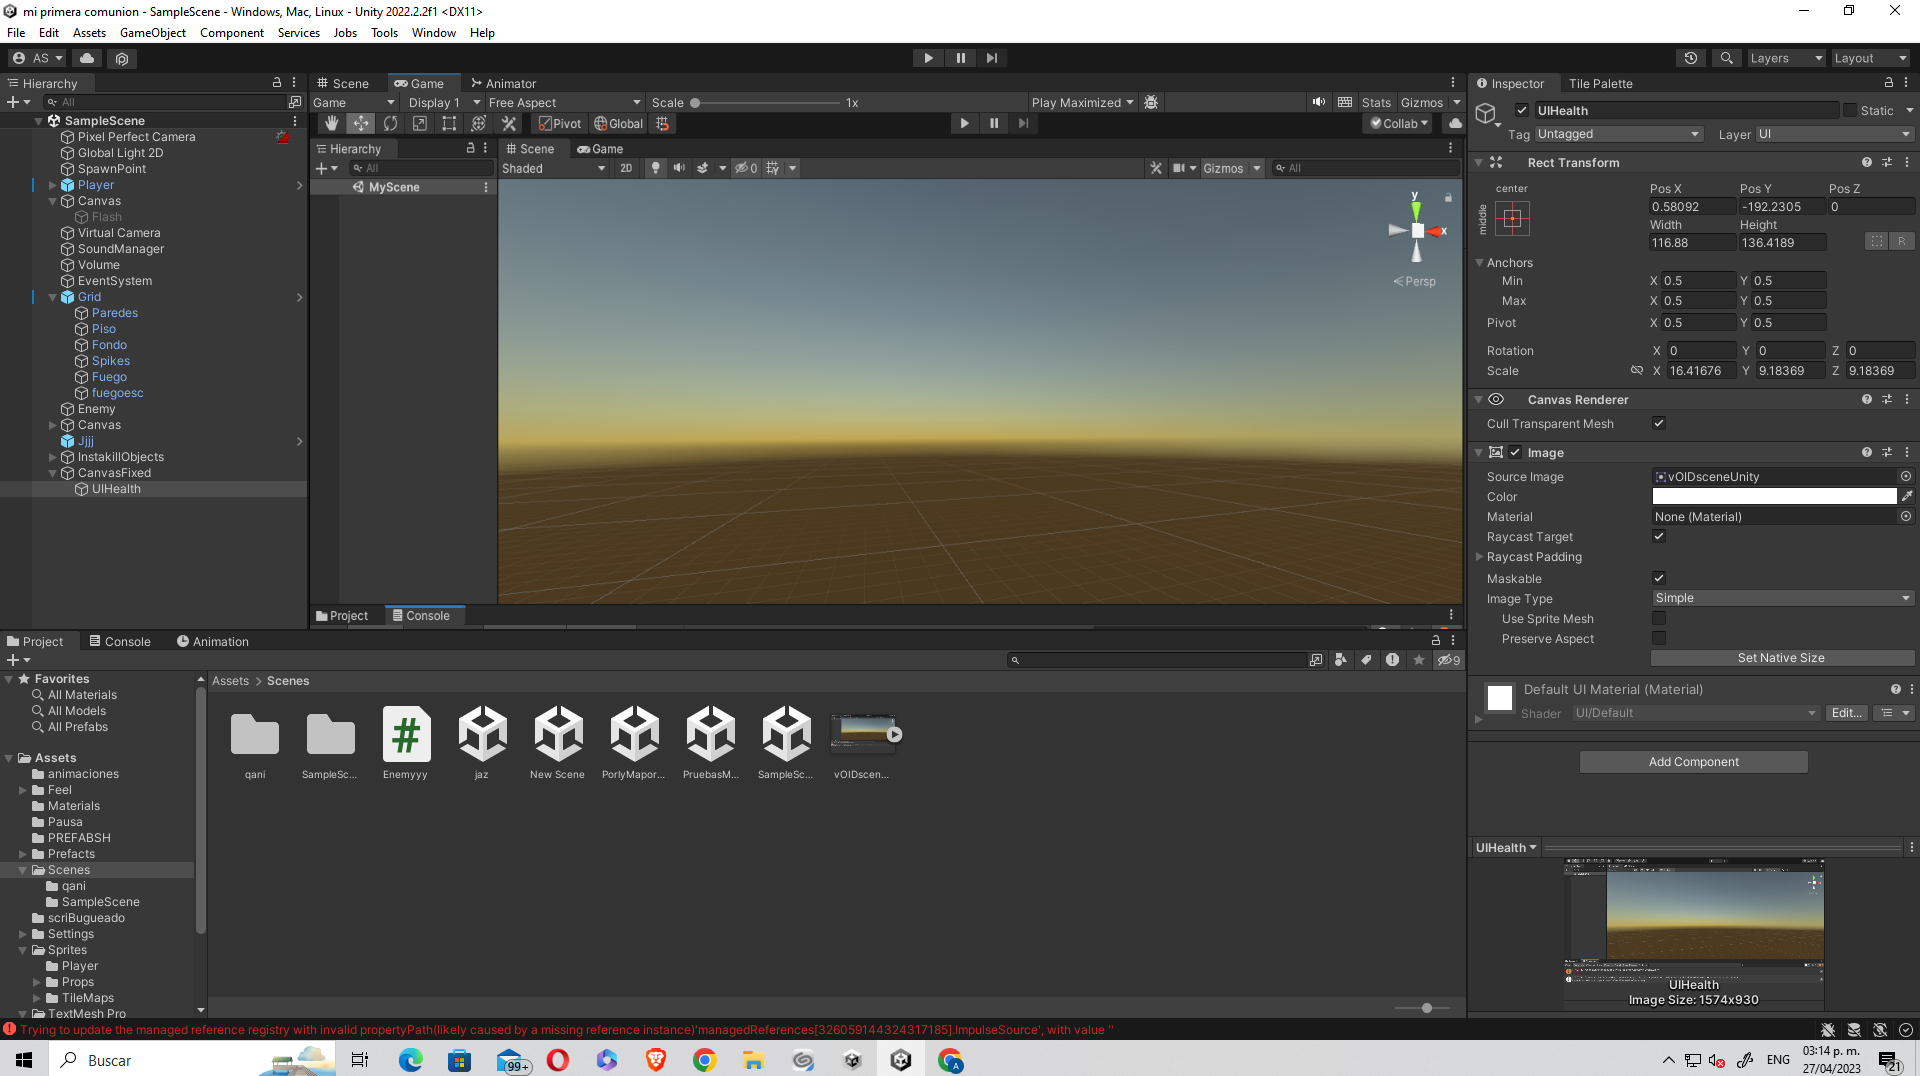 mi primera comunion - SampleScene - Windows, Mac, Linux - Unity 2022.2.2f1 <DX11>
File Edit Assets GameObject Component Services Jobs Tools Window Help
AS Layers Layout
Hierarchy
All
SampleScene
Pixel Perfect Camera
Global Light 2D
SpawnPoint
Player
Canvas
Flash
Virtual Camera
SoundManager
Volume
EventSystem
Grid
Paredes
Piso
Fondo
Spikes
Fuego
fuegoesc
Enemy
Canvas
Jjjj
InstakillObjects
CanvasFixed
UIHealth
Scene Game Animator
Game Display 1 Free Aspect Scale 1x Play Maximized Stats Gizmos
Pivot Global Collab
Hierarchy Scene Game
All Shaded 2D 0 Gizmos All
MyScene
y
x
Persp
Project Console
Inspector Tile Palette
UIHealth Static
Tag Untagged Layer UI
Rect Transform
center
middle
Pos X Pos Y Pos Z
0.58092 -192.2305 0
Width Height
116.88 136.4189 R
Anchors
Min X 0.5 Y 0.5
Max X 0.5 Y 0.5
Pivot X 0.5 Y 0.5
Rotation X 0 Y 0 Z 0
Scale X 16.41676 Y 9.18369 Z 9.18369
Canvas Renderer
Cull Transparent Mesh
Image
Source Image vOIDsceneUnity
Color
Material None (Material)
Raycast Target
Raycast Padding
Maskable
Image Type Simple
Use Sprite Mesh
Preserve Aspect
Set Native Size
Default UI Material (Material)
Shader UI/Default Edit...
Add Component
UIHealth
UIHealth
Image Size: 1574x930
Project Console Animation
9
Favorites
All Materials
All Models
All Prefabs
Assets
animaciones
Feel
Materials
Pausa
PREFABSH
Prefacts
Scenes
qani
SampleScene
scriBugueado
Settings
Sprites
Player
Props
TileMaps
TextMesh Pro
Assets > Scenes
qani SampleSc... Enemyyy jaz New Scene PorlyMapor... PruebasM... SampleSc... vOIDscen...
Trying to update the managed reference registry with invalid propertyPath(likely caused by a missing reference instance)'managedReferences[326059144324317185].ImpulseSource', with value ''
Buscar 99+ A ENG 03:14 p. m.
27/04/2023 21